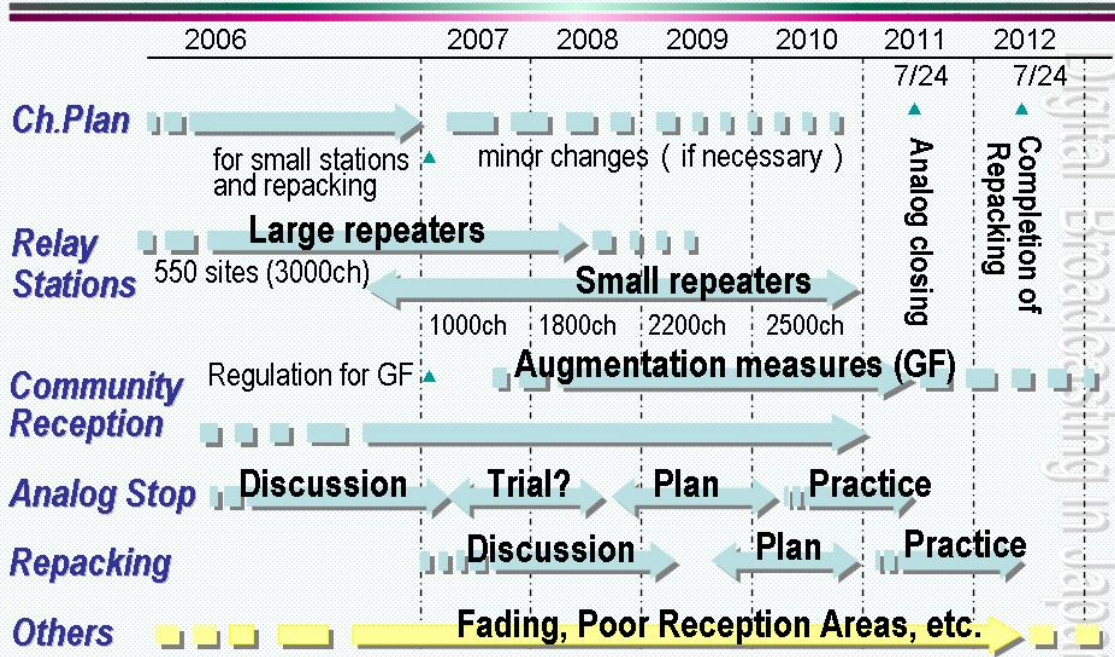 2006 2007 2008 2009 2010 2011 2012
7/24 7/24
Ch.Plan
for small stations
and repacking
minor changes ( if necessary )
Analog closing
Completion of
Repacking
Relay
Stations
Large repeaters
550 sites (3000ch)
Small repeaters
1000ch 1800ch 2200ch 2500ch
Community
Reception
Regulation for GF
Augmentation measures (GF)
Analog Stop
Discussion Trial? Plan Practice
Repacking
Discussion Plan Practice
Others
Fading, Poor Reception Areas, etc.
Digital Broadcasting in Japa